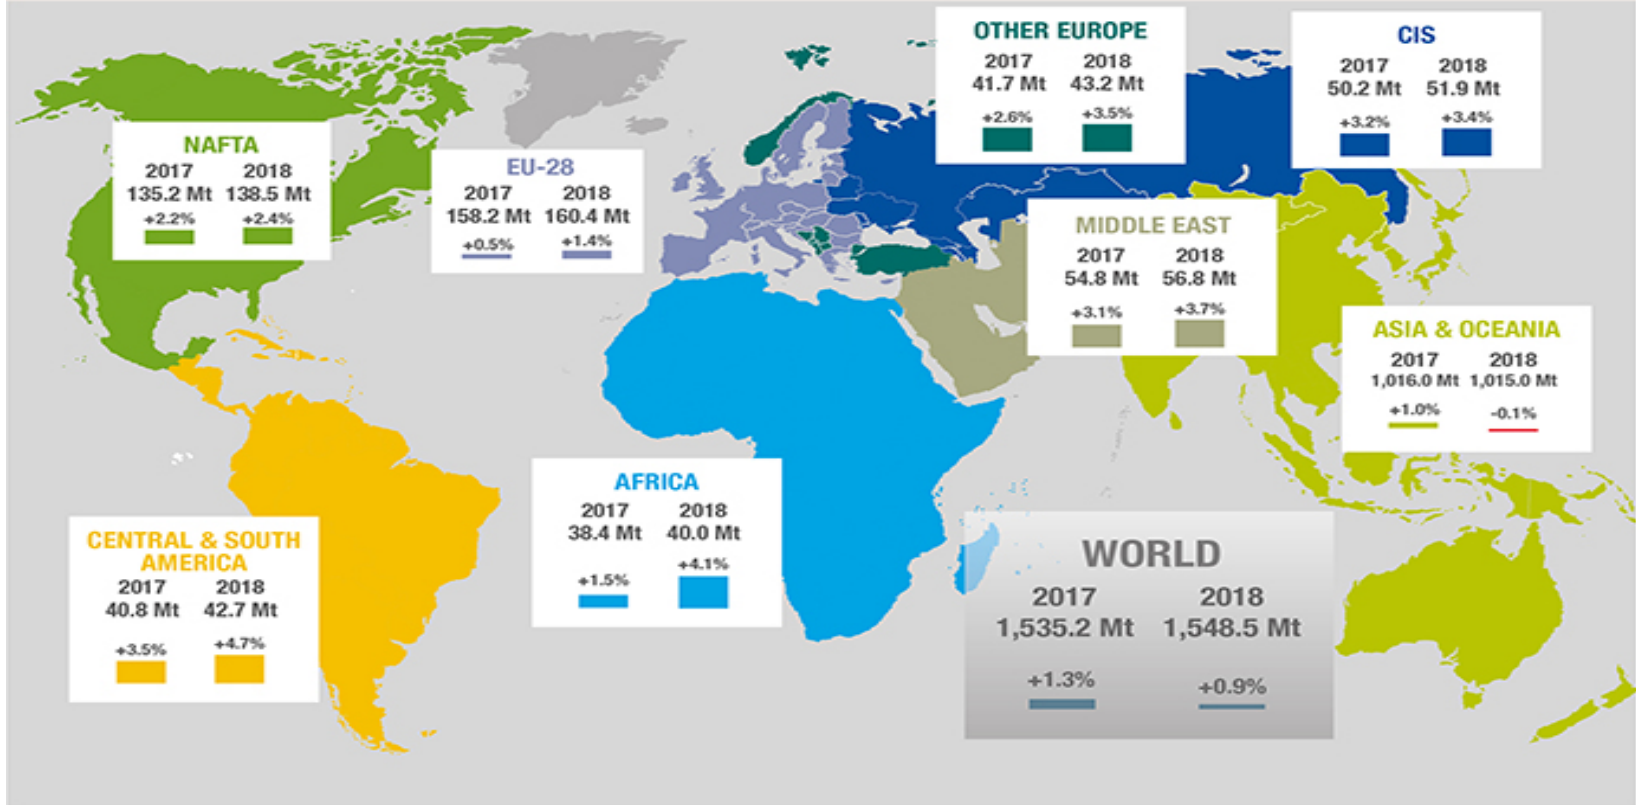 OTHER EUROPE
2017 2018
41.7 Mt 43.2 Mt
+2.6% +3.5%
CIS
2017 2018
50.2 Mt 51.9 Mt
+3.2% +3.4%
NAFTA
2017 2018
135.2 Mt 138.5 Mt
+2.2% +2.4%
EU-28
2017 2018
158.2 Mt 160.4 Mt
+0.5% +1.4%
MIDDLE EAST
2017 2018
54.8 Mt 56.8 Mt
+3.1% +3.7%
ASIA & OCEANIA
2017 2018
1,016.0 Mt 1,015.0 Mt
+1.0% -0.1%
AFRICA
2017 2018
38.4 Mt 40.0 Mt
+1.5% +4.1%
CENTRAL & SOUTH
AMERICA
2017 2018
40.8 Mt 42.7 Mt
+3.5% +4.7%
WORLD
2017 2018
1,535.2 Mt 1,548.5 Mt
+1.3% +0.9%